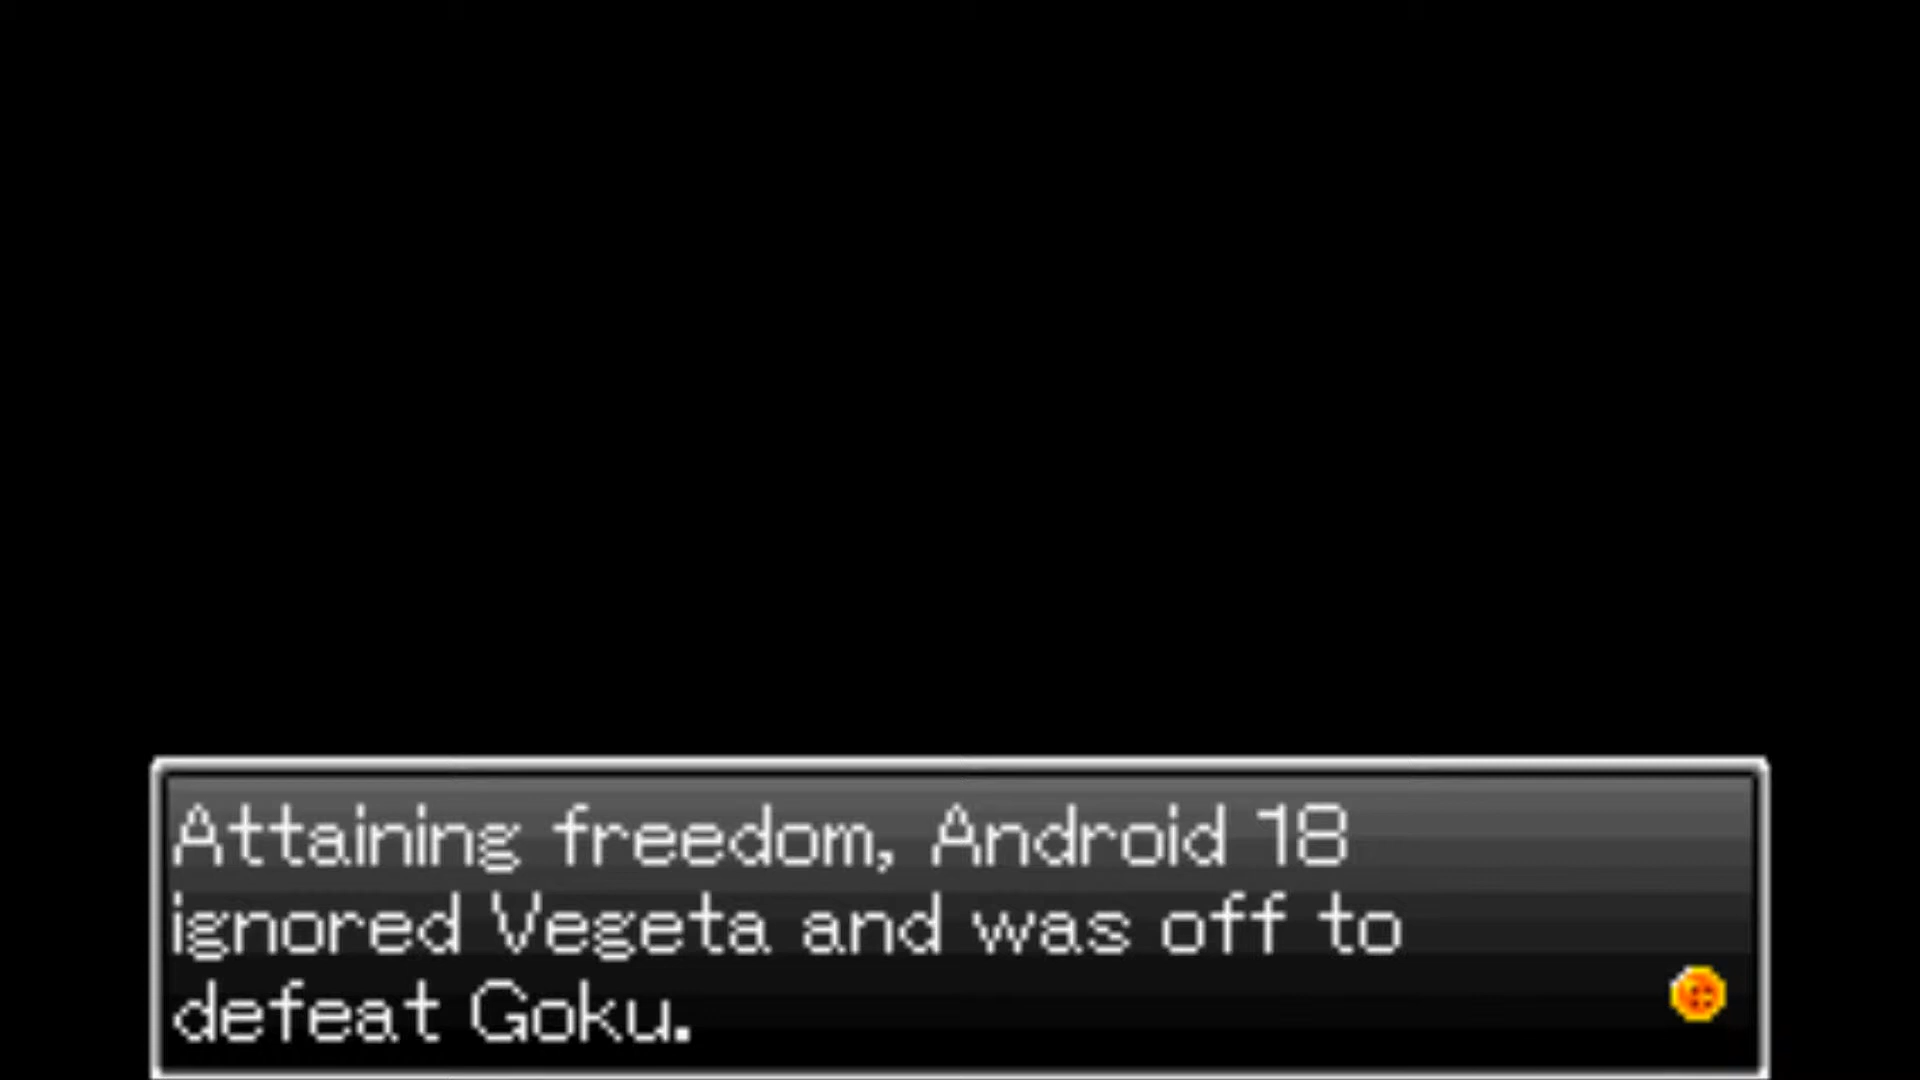 Attaining freedom, Android 18
ignored Vegeta and was off to
defeat Goku.